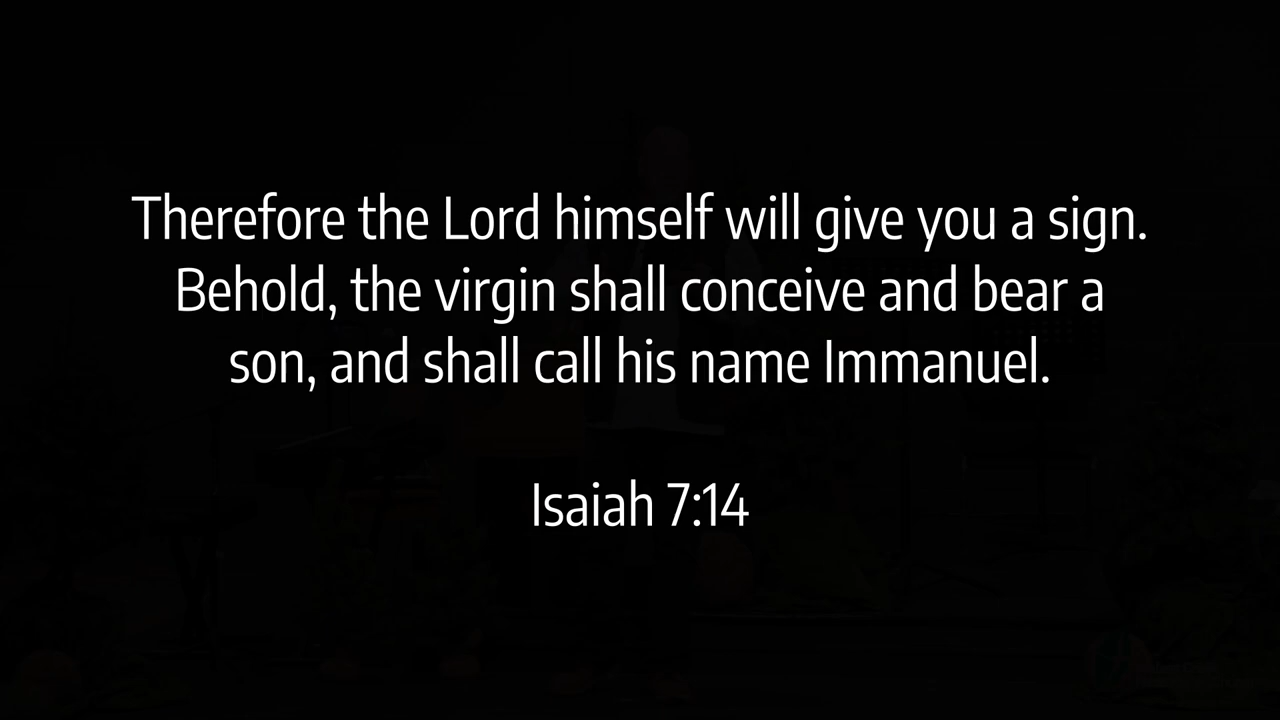 Therefore the Lord himself will give you a sign.
Behold, the virgin shall conceive and bear a
son, and shall call his name Immanuel.
Isaiah 7:14